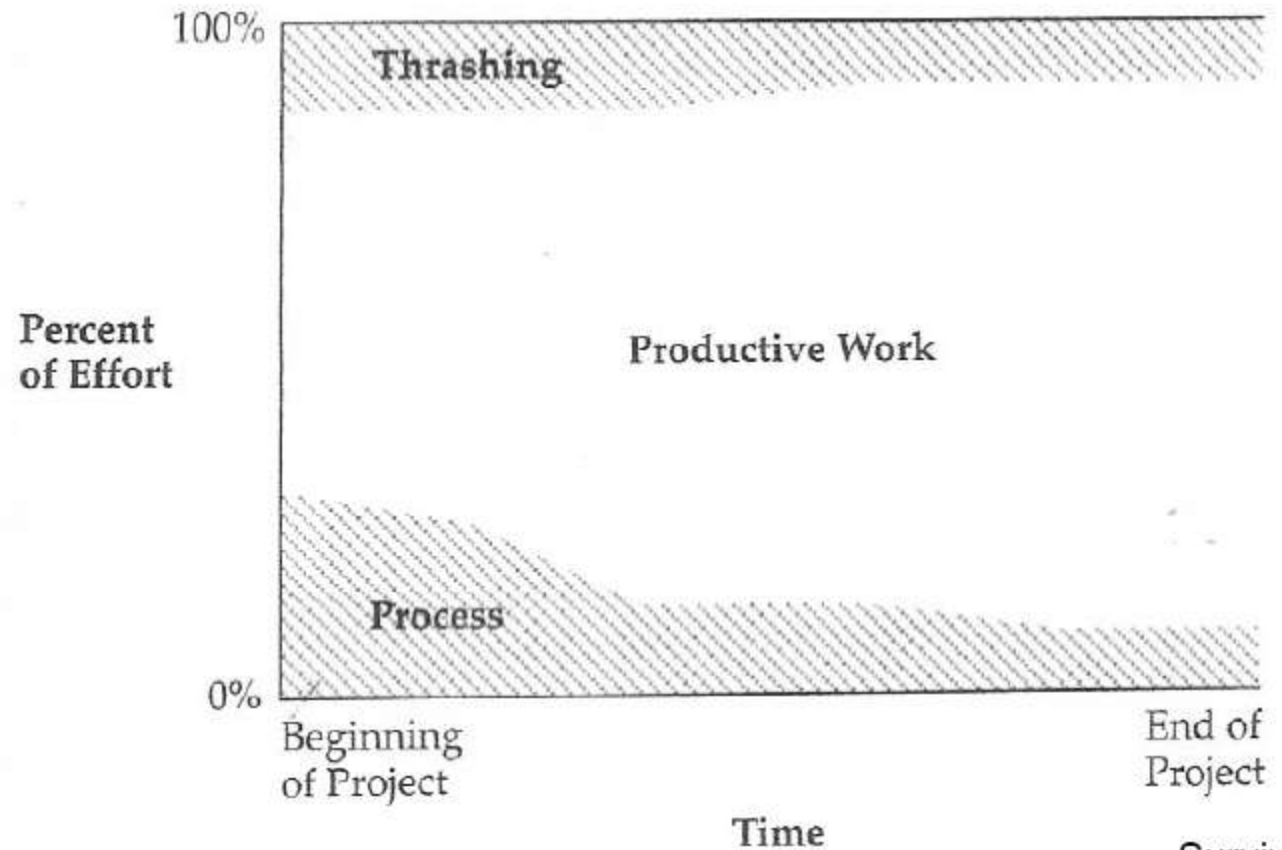 100%
Thrashing
Percent
of Effort
Productive Work
Process
0%
Beginning
of Project
End of
Project
Time